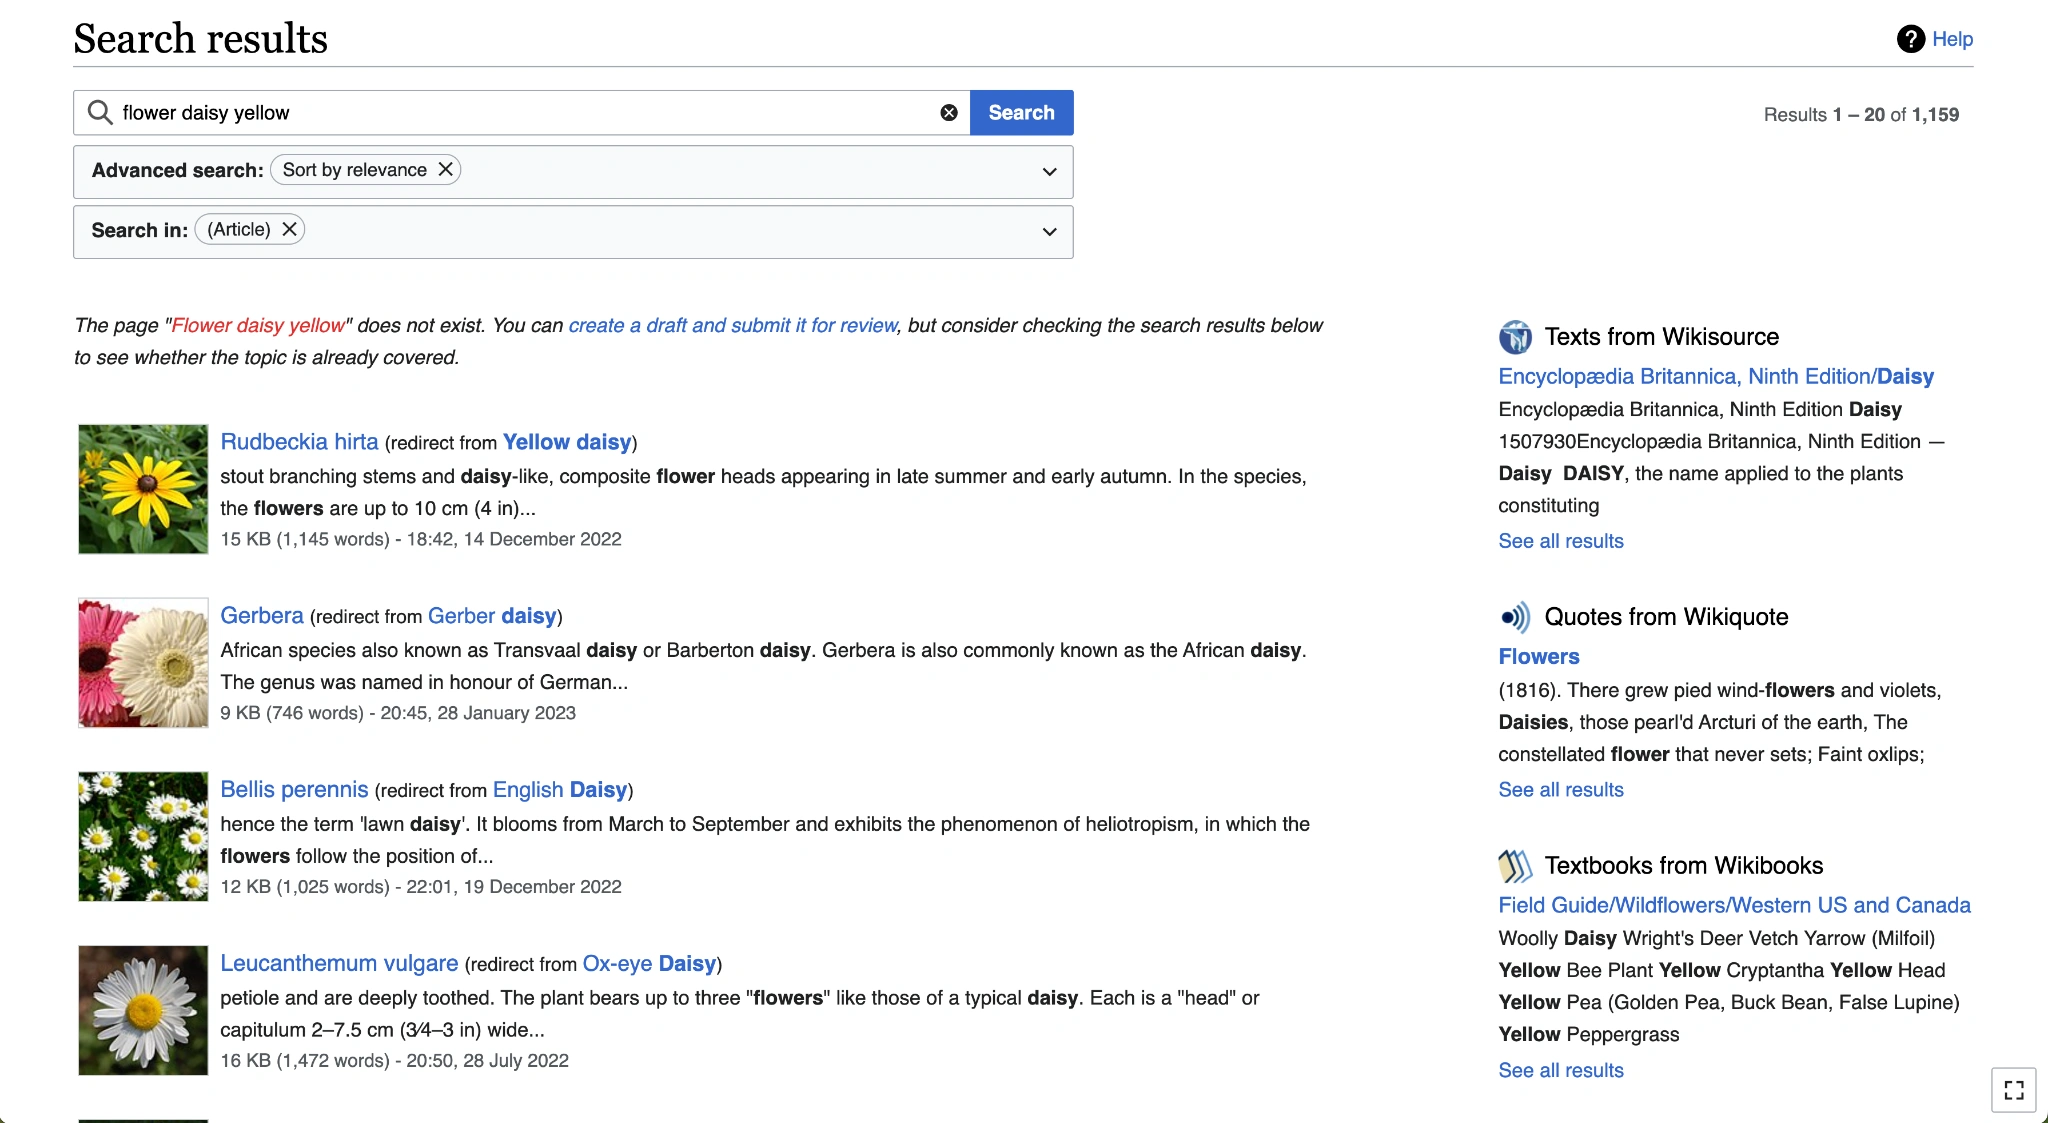 Search results
Help
flower daisy yellow
Search
Results 1 – 20 of 1,159
Advanced search: Sort by relevance
Search in: (Article)
The page "Flower daisy yellow" does not exist. You can create a draft and submit it for review, but consider checking the search results below
to see whether the topic is already covered.
Rudbeckia hirta (redirect from Yellow daisy)
stout branching stems and daisy-like, composite flower heads appearing in late summer and early autumn. In the species,
the flowers are up to 10 cm (4 in)...
15 KB (1,145 words) - 18:42, 14 December 2022
Gerbera (redirect from Gerber daisy)
African species also known as Transvaal daisy or Barberton daisy. Gerbera is also commonly known as the African daisy.
The genus was named in honour of German...
9 KB (746 words) - 20:45, 28 January 2023
Bellis perennis (redirect from English Daisy)
hence the term 'lawn daisy'. It blooms from March to September and exhibits the phenomenon of heliotropism, in which the
flowers follow the position of...
12 KB (1,025 words) - 22:01, 19 December 2022
Leucanthemum vulgare (redirect from Ox-eye Daisy)
petiole and are deeply toothed. The plant bears up to three "flowers" like those of a typical daisy. Each is a "head" or
capitulum 2–7.5 cm (3⁄4–3 in) wide...
16 KB (1,472 words) - 20:50, 28 July 2022
Texts from Wikisource
Encyclopædia Britannica, Ninth Edition/Daisy
Encyclopædia Britannica, Ninth Edition Daisy
1507930Encyclopædia Britannica, Ninth Edition —
Daisy DAISY, the name applied to the plants
constituting
See all results
Quotes from Wikiquote
Flowers
(1816). There grew pied wind-flowers and violets,
Daisies, those pearl'd Arcturi of the earth, The
constellated flower that never sets; Faint oxlips;
See all results
Textbooks from Wikibooks
Field Guide/Wildflowers/Western US and Canada
Woolly Daisy Wright's Deer Vetch Yarrow (Milfoil)
Yellow Bee Plant Yellow Cryptantha Yellow Head
Yellow Pea (Golden Pea, Buck Bean, False Lupine)
Yellow Peppergrass
See all results